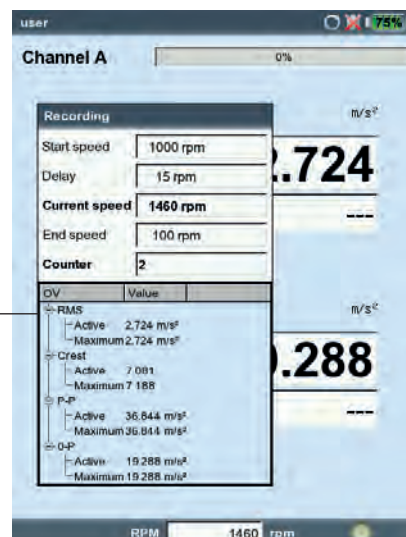 user 75%
Channel A 0%
m/s²
Recording
Start speed 1000 rpm
Delay 15 rpm
.724
Current speed 1460 rpm
---
End speed 100 rpm
Counter 2
OV Value
RMS
m/s²
Active 2,724 m/s²
Maximum 2,724 m/s²
Crest
.288
Active 7.081
Maximum 7 188
P-P
---
Active 36.844 m/s²
Maximum 36.844 m/s²
0-P
Active 19.288 m/s²
Maximum 19 288 m/s²
RPM 1460 rpm